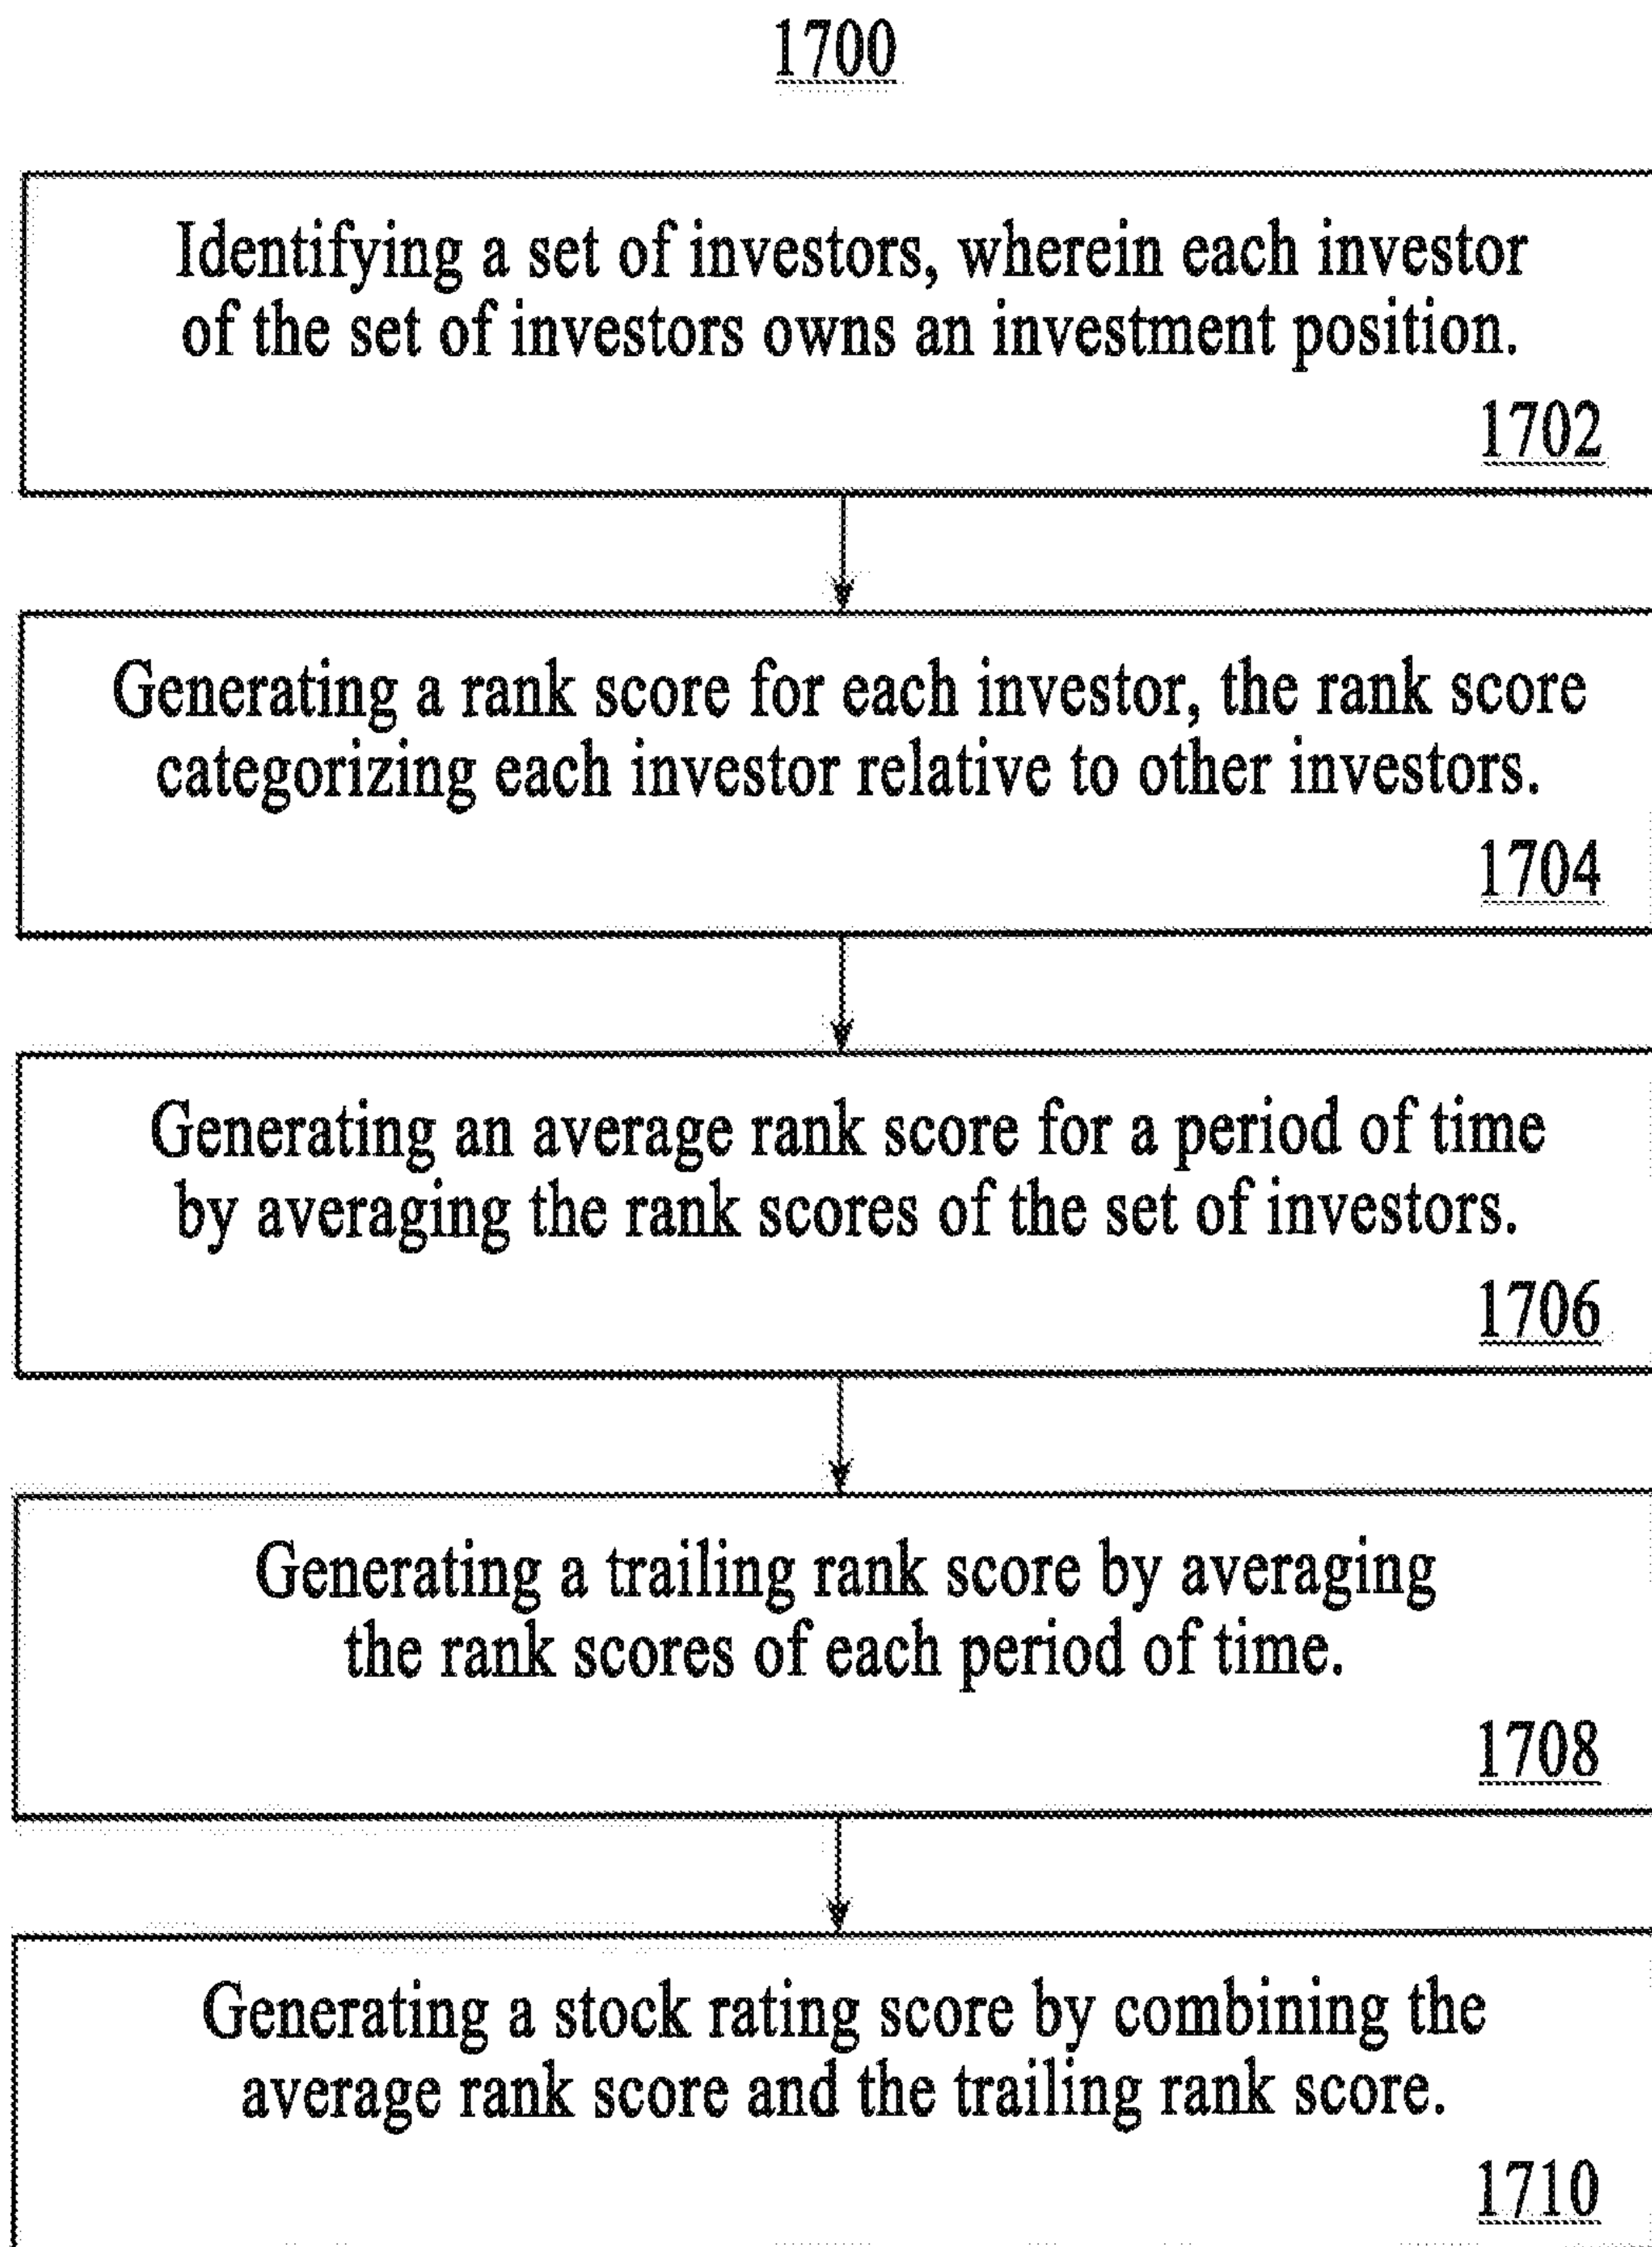 1700
Identifying a set of investors, wherein each investor
of the set of investors owns an investment position.
1702
Generating a rank score for each investor, the rank score
categorizing each investor relative to other investors.
1704
Generating an average rank score for a period of time
by averaging the rank scores of the set of investors.
1706
Generating a trailing rank score by averaging
the rank scores of each period of time.
1708
Generating a stock rating score by combining the
average rank score and the trailing rank score.
1710